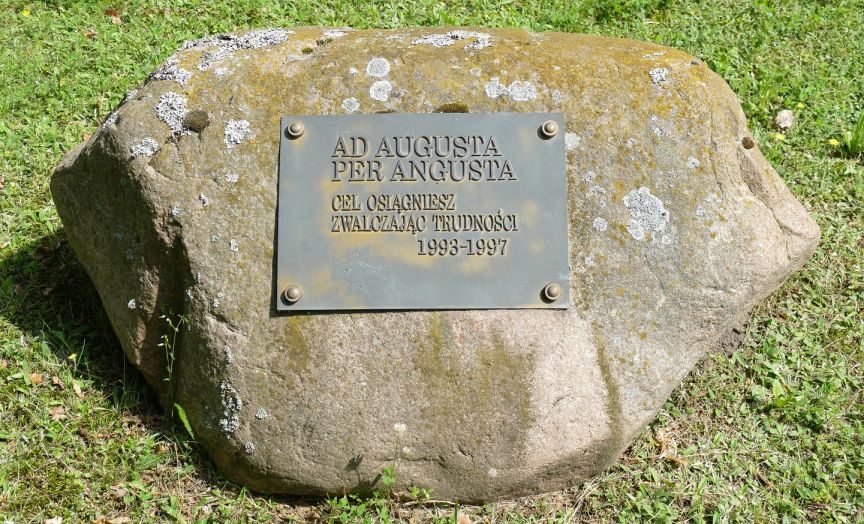 AD AUGUSTA
PER ANGUSTA
CEL OSIĄGNIESZ
ZWALCZAJĄC TRUDNOŚCI
1993-1997